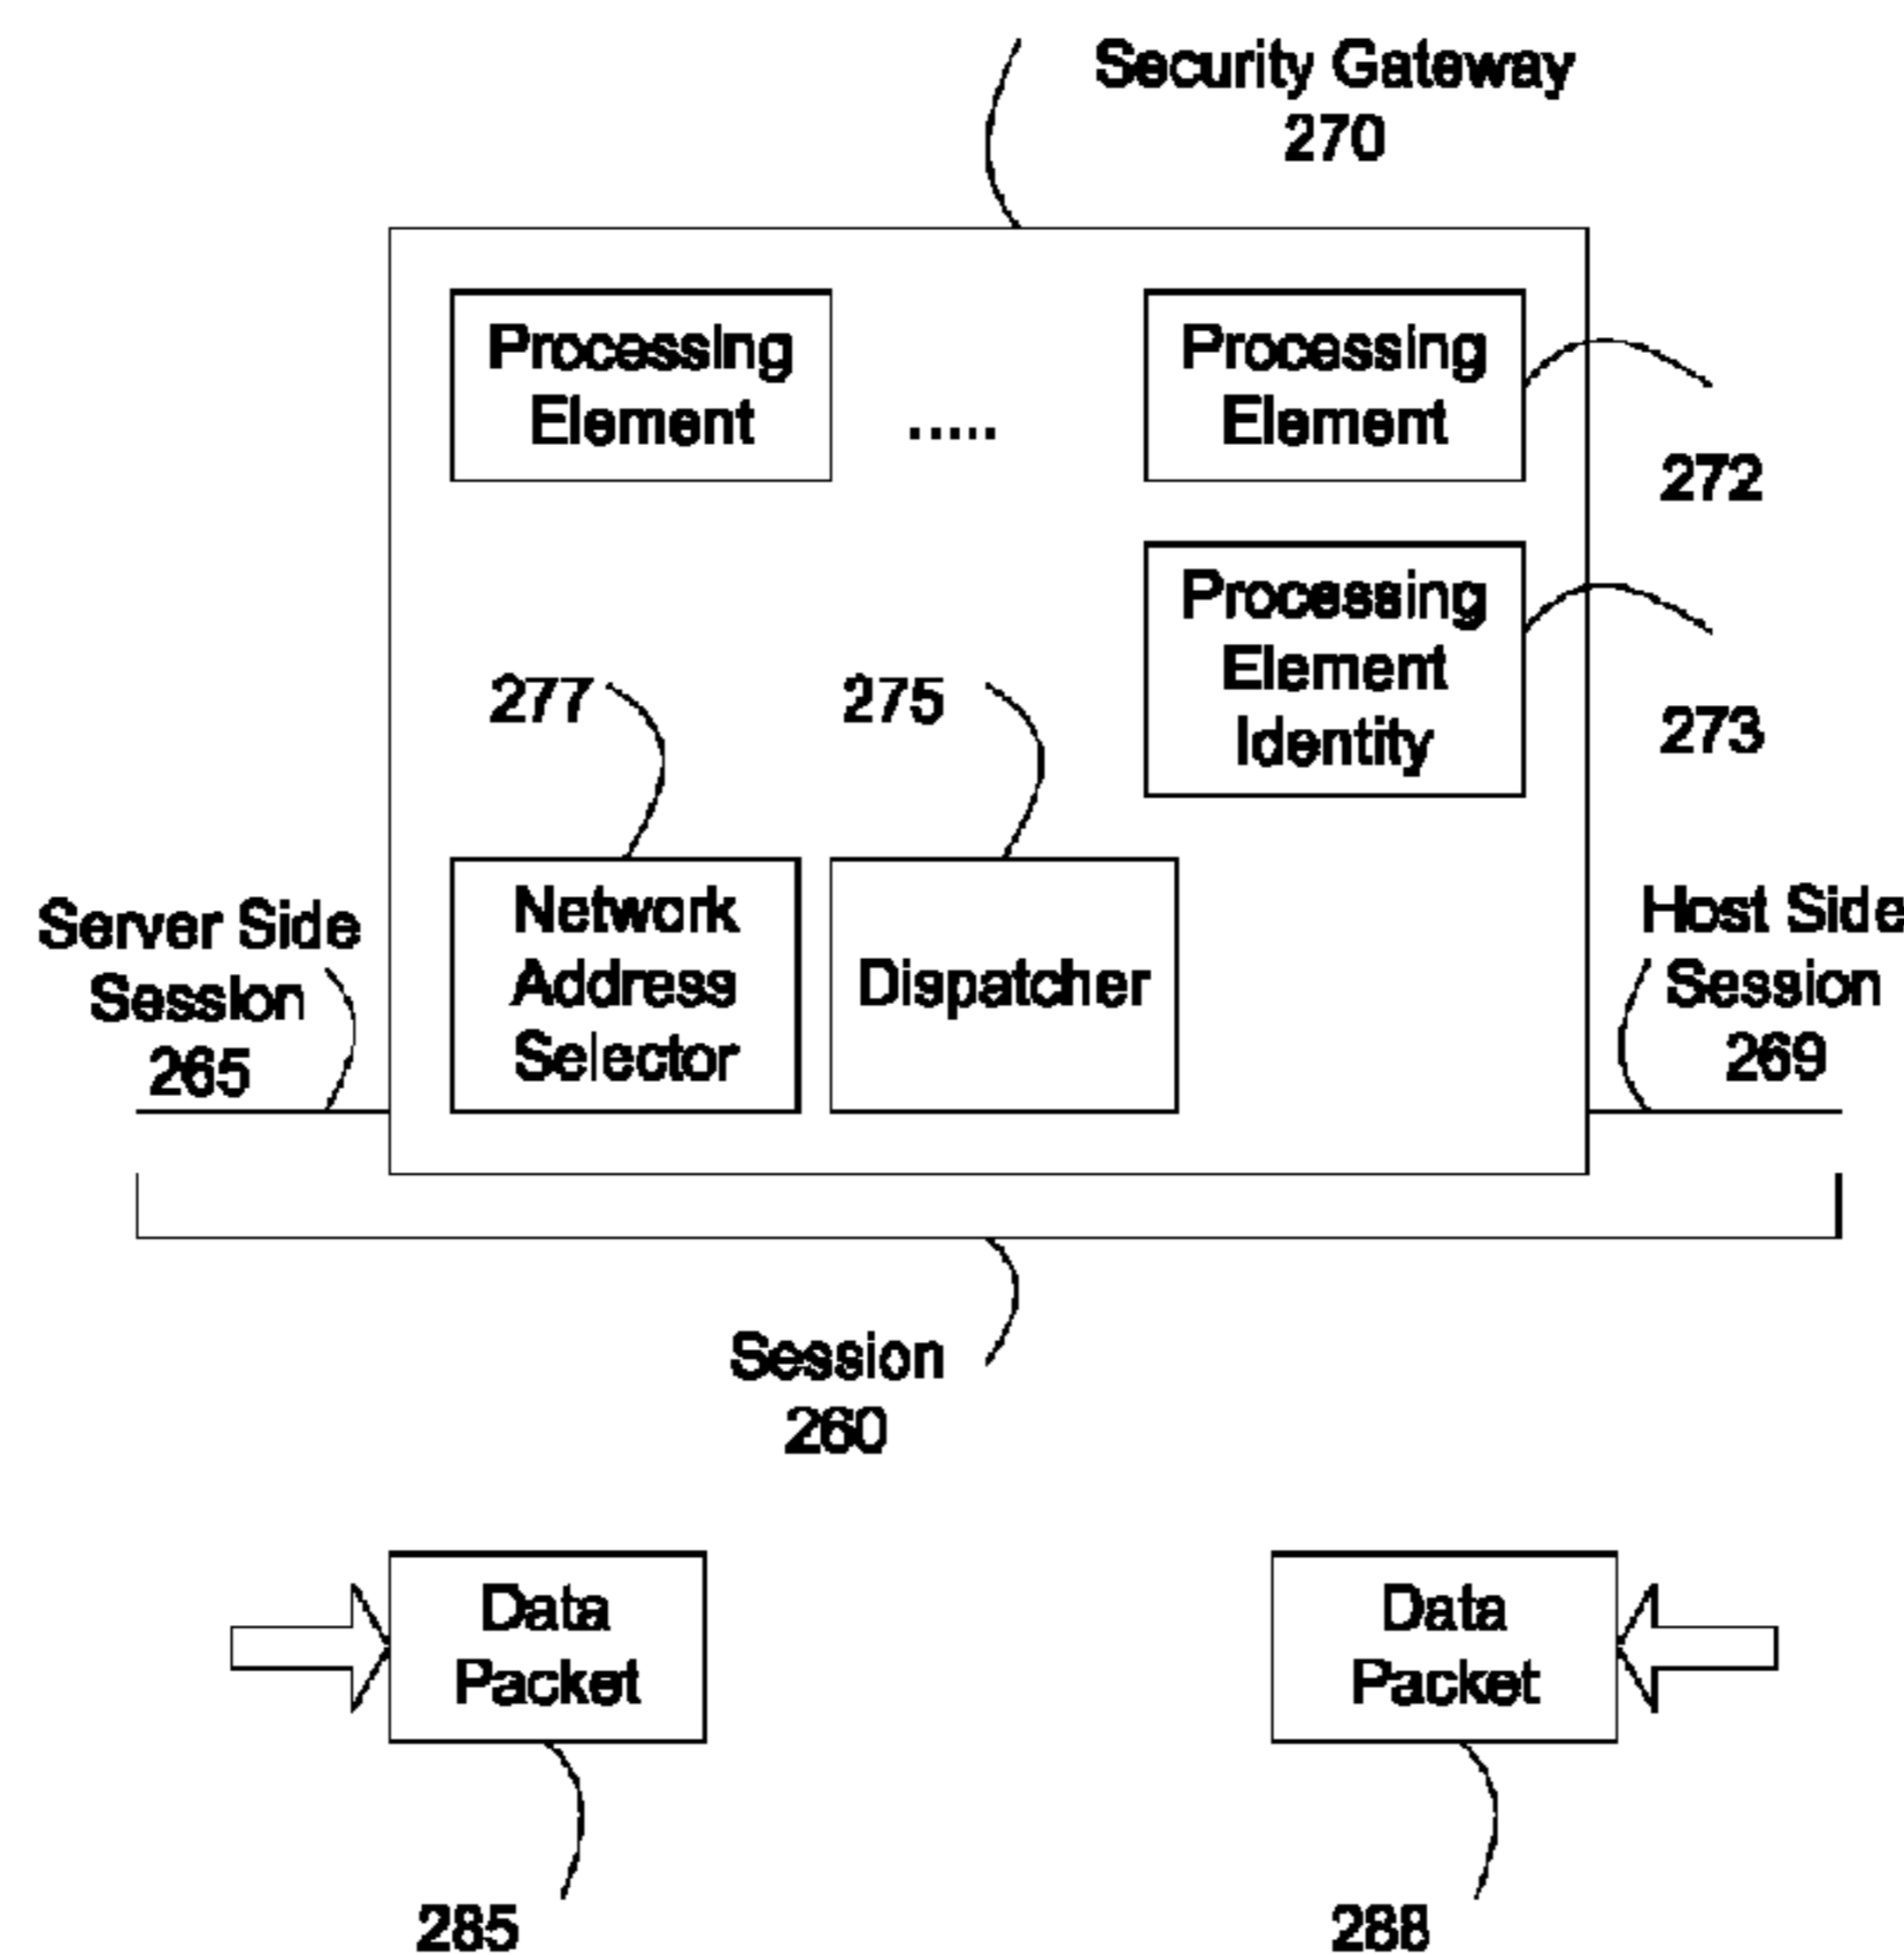 Security Gateway
270
Processing
Element
.....
Processing
Element
272
Processing
Element
Identity
273
277
275
Network
Address
Selector
Dispatcher
Server Side
Session
265
Host Side
Session
269
Session
260
Data
Packet
285
Data
Packet
288